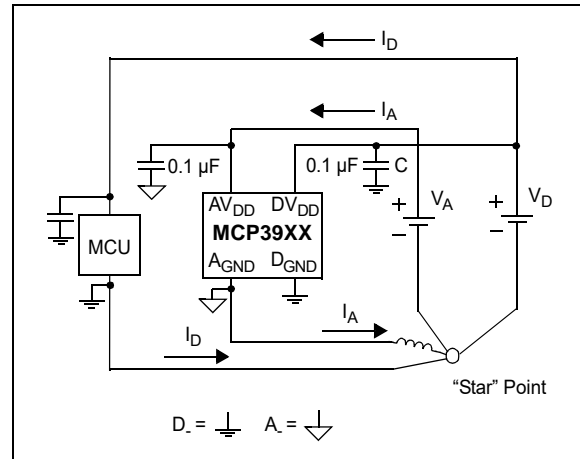 I_D
I_A
0.1 µF
0.1 µF C
V_A
V_D
+
+
–
–
AV_DD DV_DD
MCP39XX
A_GND D_GND
MCU
I_D
I_A
"Star" Point
D_- = A_- =